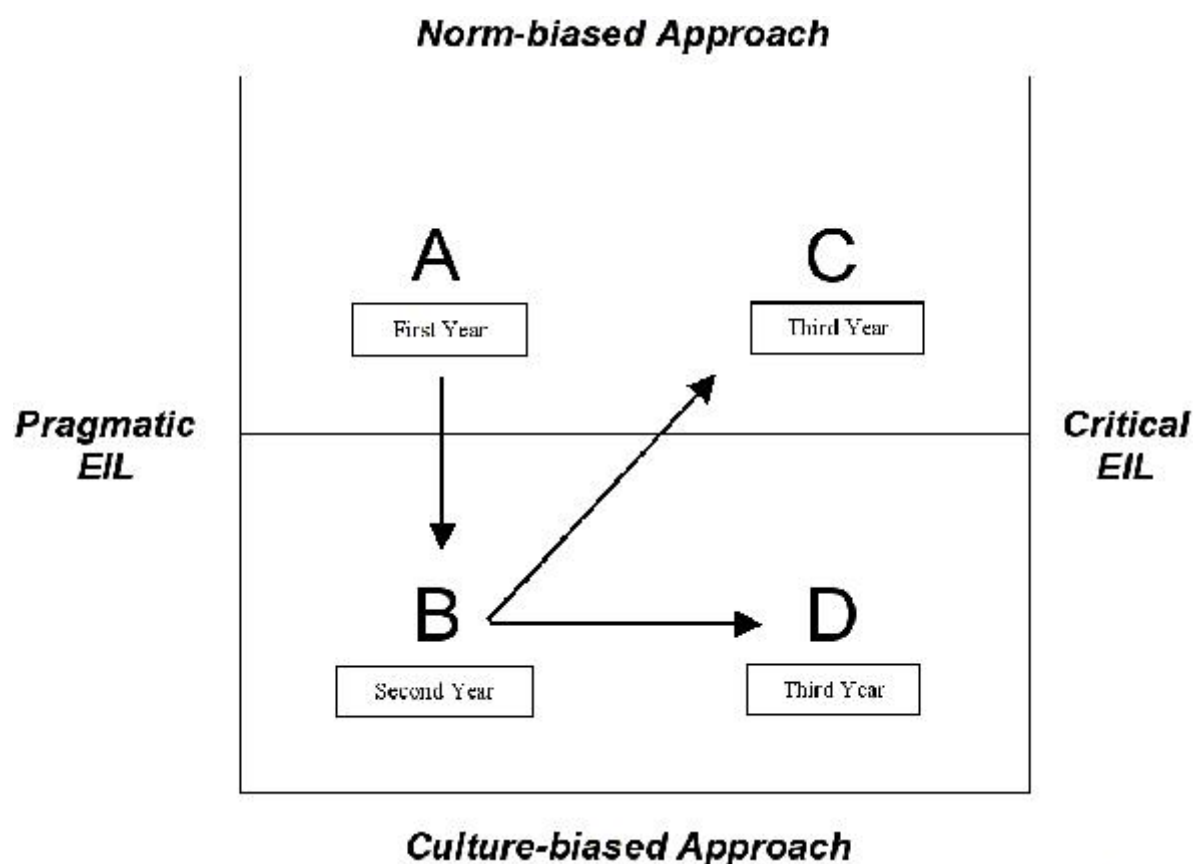 Norm-biased Approach
A
C
First Year
Third Year
Pragmatic
EIL
Critical
EIL
B
D
Second Year
Third Year
Culture-biased Approach